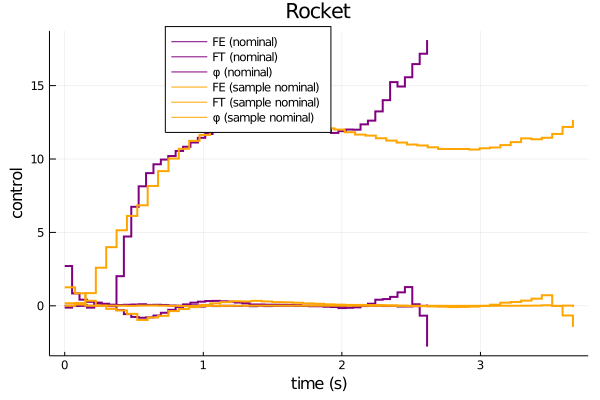 Rocket
FE (nominal)
FT (nominal)
φ (nominal)
FE (sample nominal)
FT (sample nominal)
φ (sample nominal)
15
10
5
0
control
0
1
2
3
time (s)